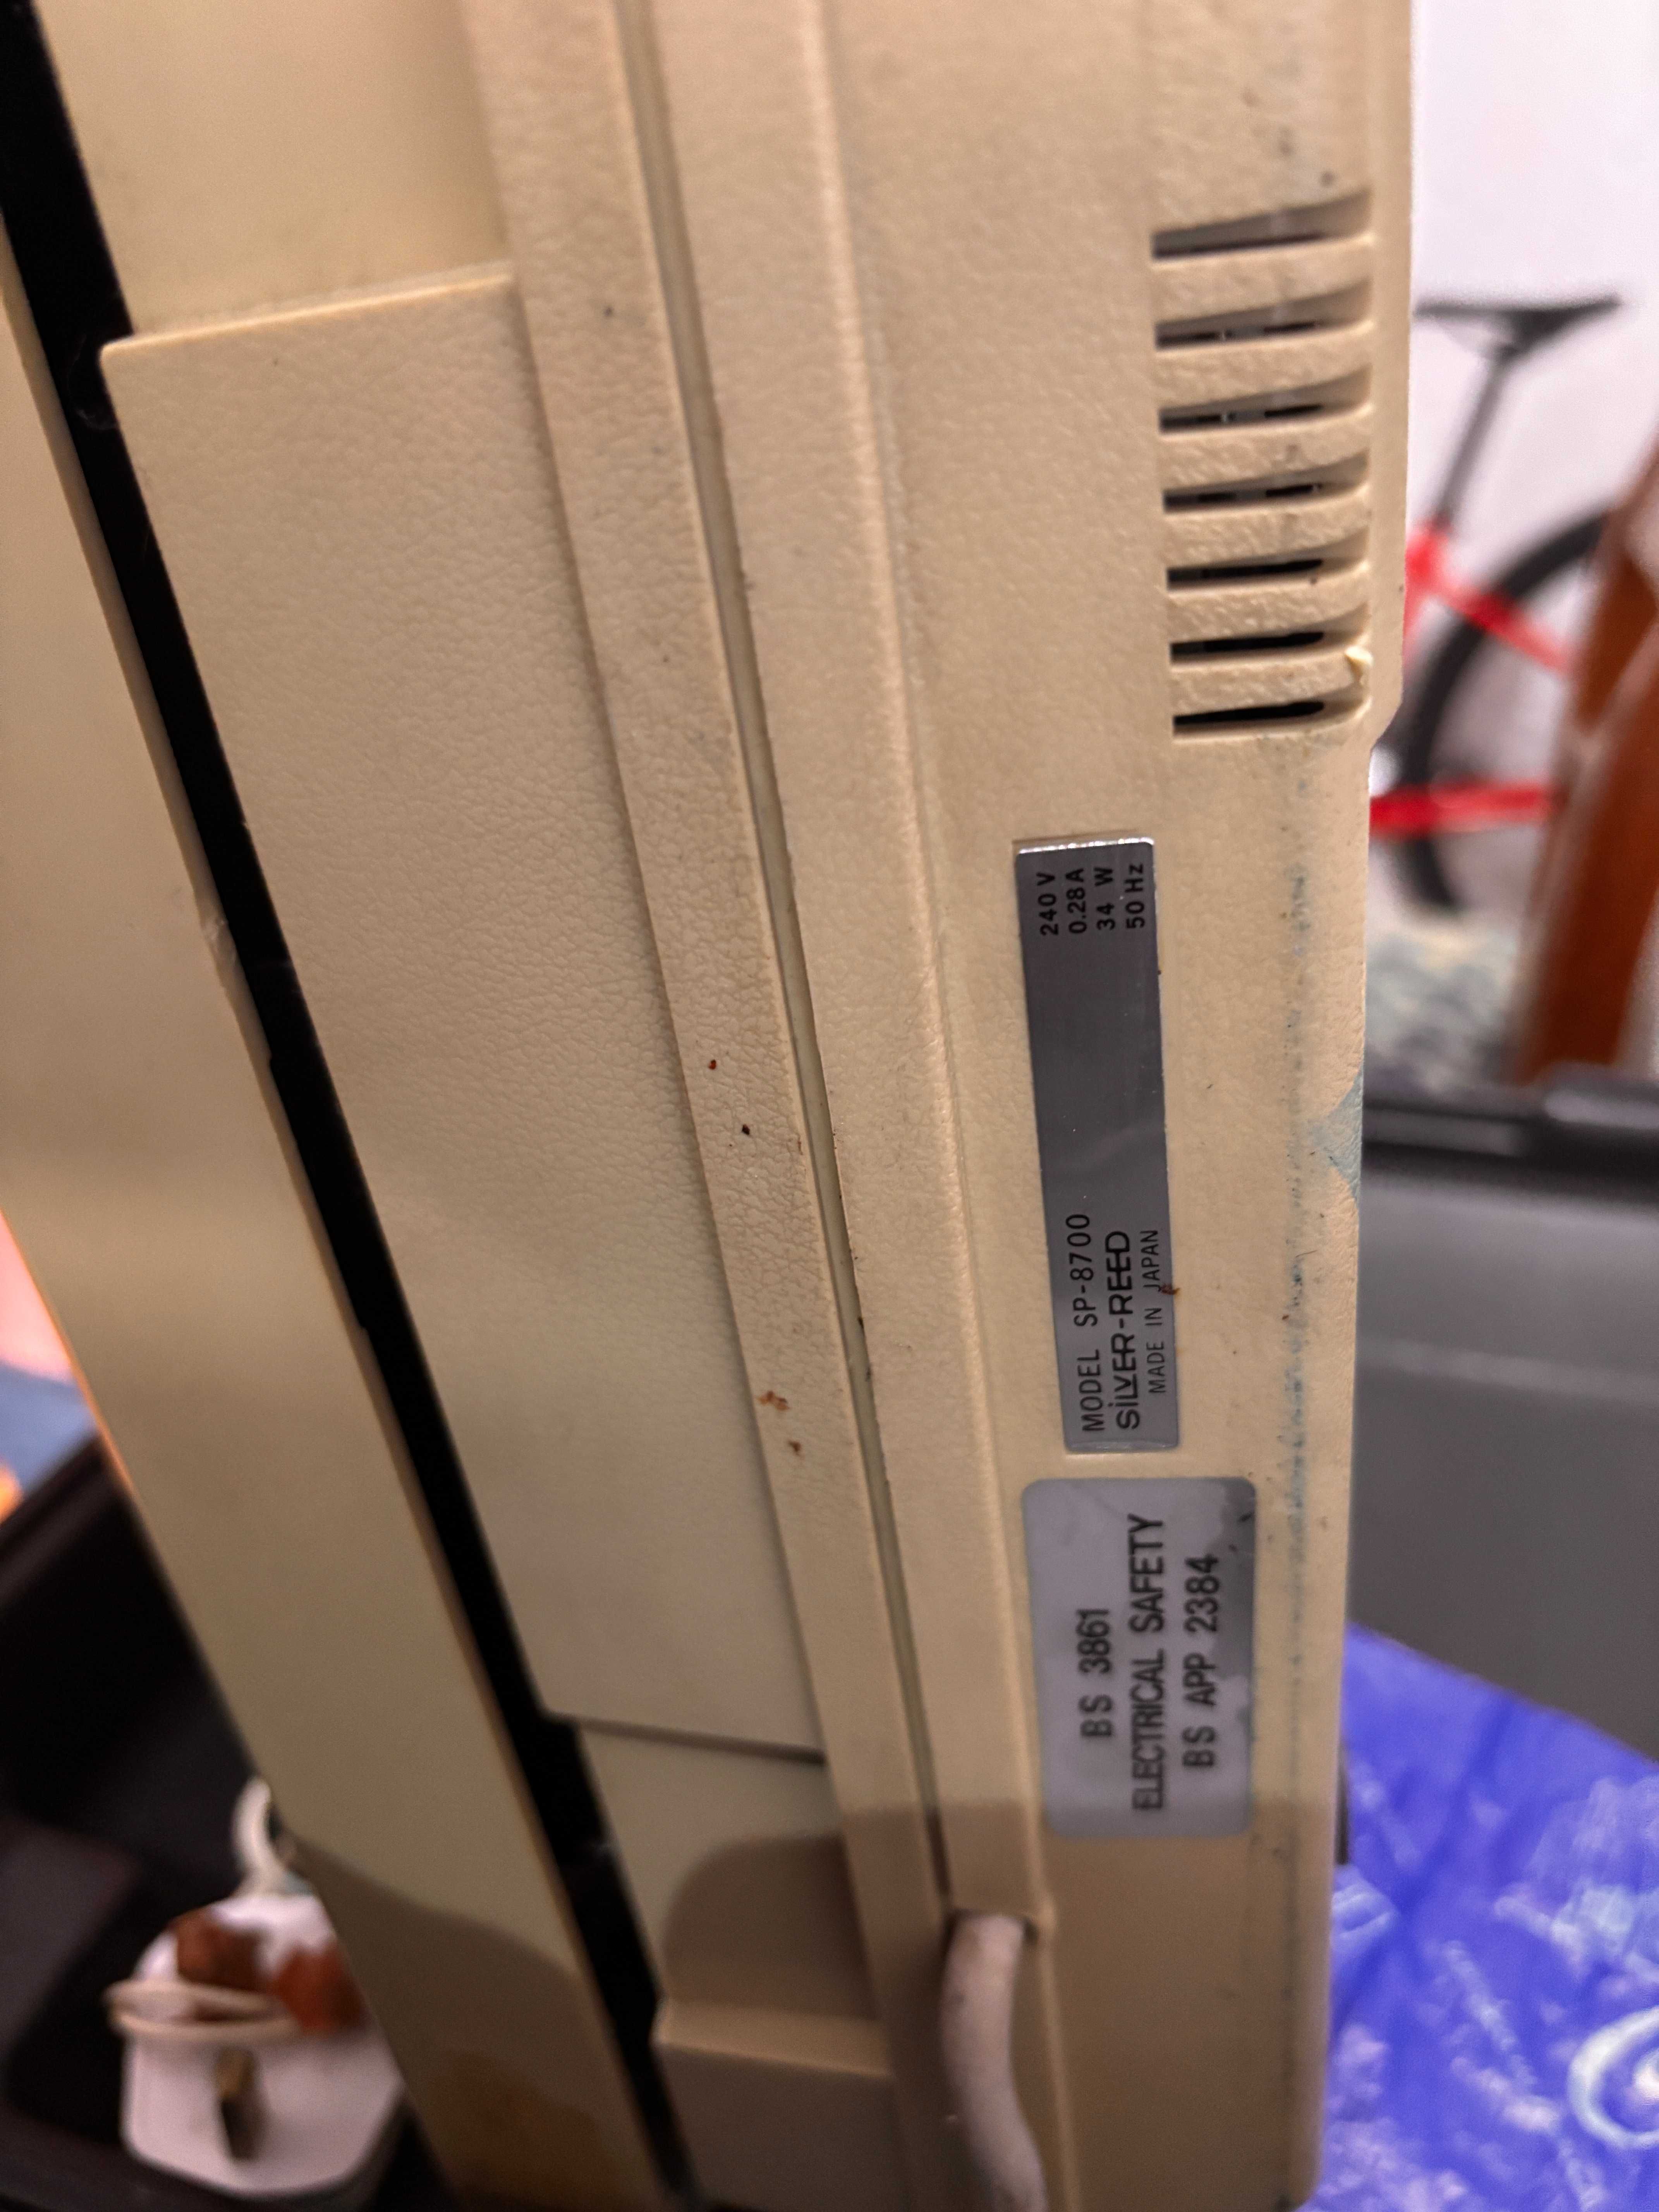 MODEL SP-8700
SILVER-REED
MADE IN JAPAN
240 V
0.28A
34 W
50 Hz
BS 3861
ELECTRICAL SAFETY
BS APP 2384